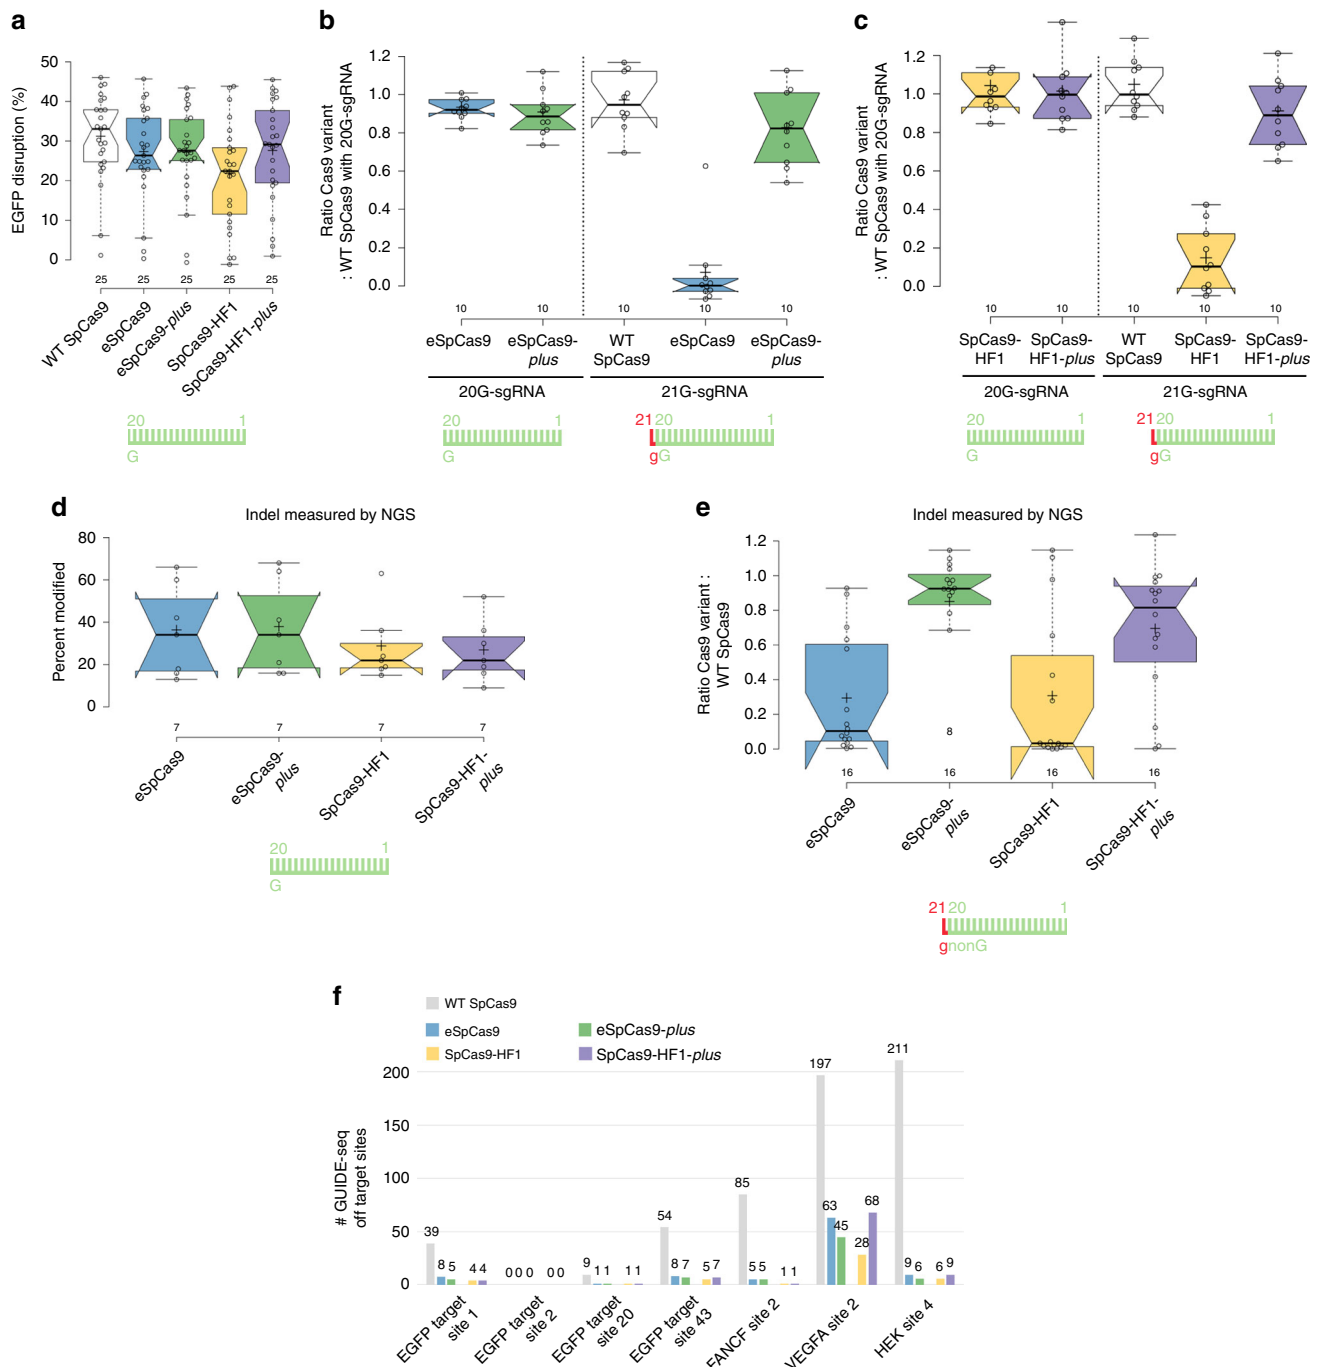 a
EGFP disruption (%)
50
40
30
20
10
0
25 25 25 25 25
WT SpCas9
eSpCas9
eSpCas9-plus
SpCas9-HF1
SpCas9-HF1-plus
20 1
G
b
Ratio Cas9 variant
: WT SpCas9 with 20G-sgRNA
1.2
1.0
0.8
0.6
0.4
0.2
0.0
10 10 10 10 10
eSpCas9
eSpCas9-
plus
WT
SpCas9
eSpCas9
eSpCas9-
plus
20G-sgRNA 21G-sgRNA
20 1
G
21 20 1
gG
c
Ratio Cas9 variant
: WT SpCas9 with 20G-sgRNA
1.2
1.0
0.8
0.6
0.4
0.2
0.0
10 10 10 10 10
SpCas9-
HF1
SpCas9-
HF1-plus
WT
SpCas9
SpCas9-
HF1
SpCas9-
HF1-plus
20G-sgRNA 21G-sgRNA
20 1
G
21 20 1
gG
d
Indel measured by NGS
Percent modified
80
60
40
20
0
7 7 7 7
eSpCas9
eSpCas9-
plus
SpCas9-HF1
SpCas9-HF1-
plus
20 1
G
e
Indel measured by NGS
Ratio Cas9 variant :
WT SpCas9
1.2
1.0
0.8
0.6
0.4
0.2
0.0
8
16 16 16 16
eSpCas9
eSpCas9-
plus
SpCas9-HF1
SpCas9-HF1-
plus
21 20 1
gnonG
f
WT SpCas9
eSpCas9
SpCas9-HF1
eSpCas9-plus
SpCas9-HF1-plus
# GUIDE-seq
off target sites
200
150
100
50
0
39 8 5 4 4
0 0 0 0 0
9 1 1 1 1
54 8 7 5 7
85 5 5 1 1
197 63 45 28 68
211 9 6 6 9
EGFP target
site 1
EGFP target
site 2
EGFP target
site 20
EGFP target
site 43
FANCF site 2
VEGFA site 2
HEK site 4